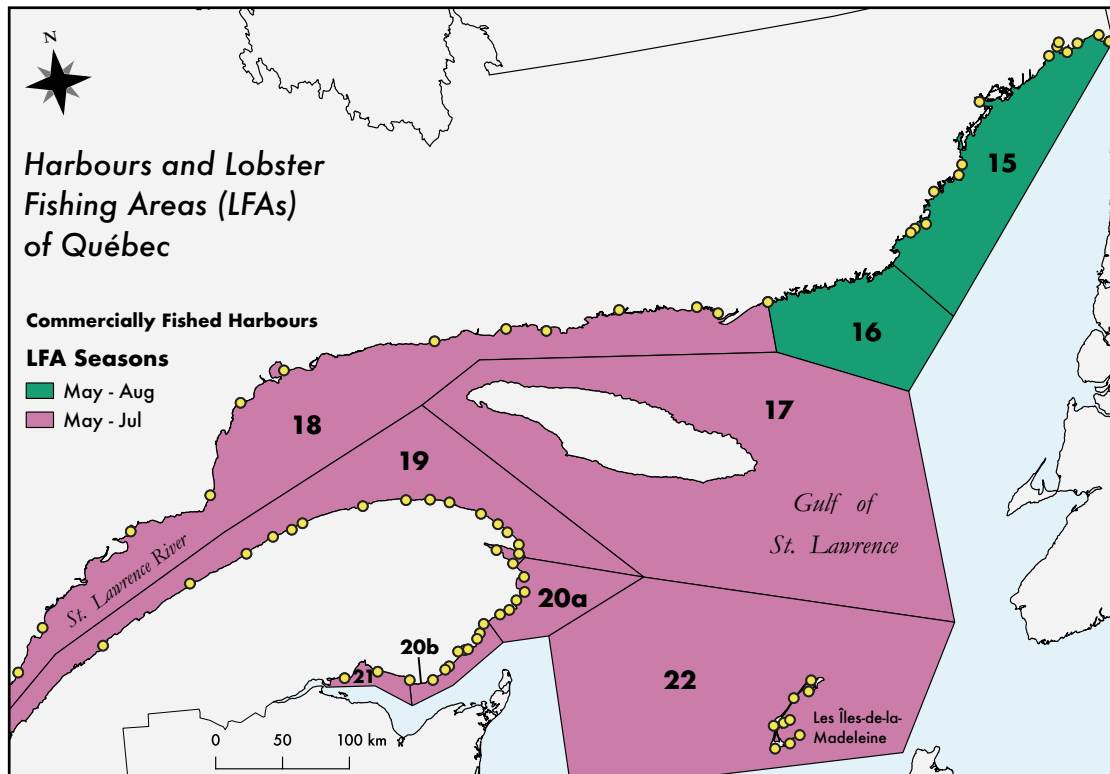 N
Harbours and Lobster
Fishing Areas (LFAs)
of Québec
Commercially Fished Harbours
LFA Seasons
May - Aug
May - Jul
15
16
17
18
19
Gulf of
St. Lawrence
St. Lawrence River
20a
20b
21
22
Les Îles-de-la-
Madeleine
0 50 100 km